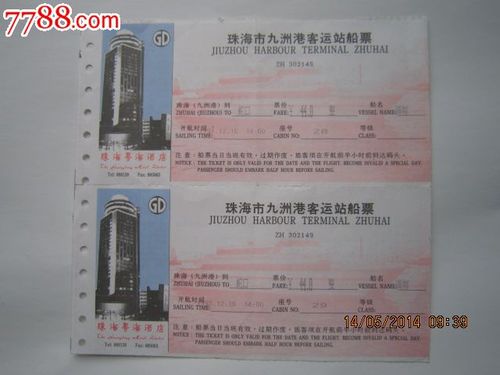 7788.com
GD
珠海市九洲港客运站船票
JIUZHOU HARBOUR TERMINAL ZHUHAI
ZH 302149
珠海(九洲港)到
票价
船名
ZHUHAI (JIUZHOU) TO
FARE:
VESSEL NAME
开航时间
座号
等级
SAILING TIME:
CABIN NO
CLASS:
珠海粤海酒店
注意：船票当日当班有效，过期作废，旅客须在开航前半小时前到达码头。
NOTICE: THE TICKET IS ONLY VALID FOR THE DATE AND THE FLIGHT. BECOME INVALID A SPECIAL DAY.
PASSENGER SHOULD EMBARK HALF HOUR BEFORE SAILING.
GD
珠海市九洲港客运站船票
JIUZHOU HARBOUR TERMINAL ZHUHAI
ZH 302149
珠海(九洲港)到
票价
船名
ZHUHAI (JIUZHOU) TO
FARE:
VESSEL NAME
开航时间
座号
等级
SAILING TIME:
CABIN NO
CLASS:
珠海粤海酒店
注意：船票当日当班有效，过期作废，旅客须在开航前半小时前到达码头。
NOTICE: THE TICKET IS ONLY VALID FOR THE DATE AND THE FLIGHT. BECOME INVALID A SPECIAL DAY.
PASSENGER SHOULD EMBARK HALF HOUR BEFORE SAILING.
14/05/2014 09:39